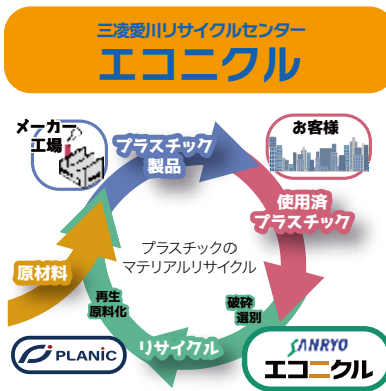 三凌愛川リサイクルセンター
エコニクル
メーカー
工場
プラスチック
製品
お客様
使用済
プラスチック
プラスチックの
マテリアルリサイクル
原材料
再生
原料化
破砕
選別
リサイクル
PLANIC
SANRYO
エコニクル